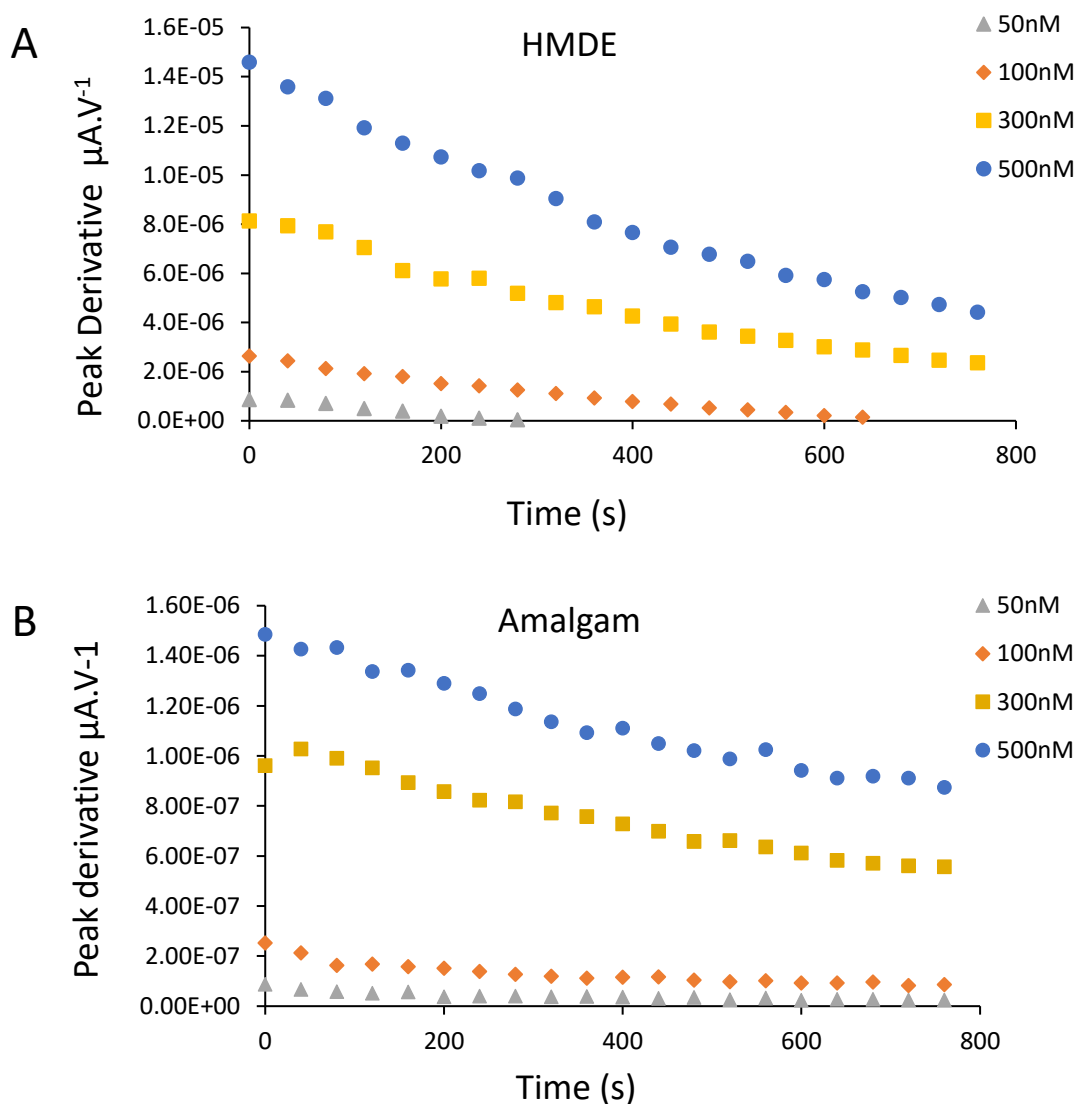 A
HMDE
Peak Derivative µA.V⁻¹
1.6E-05
1.4E-05
1.2E-05
1.0E-05
8.0E-06
6.0E-06
4.0E-06
2.0E-06
0.0E+00
0 200 400 600 800
Time (s)
50nM
100nM
300nM
500nM
B
Amalgam
Peak derivative µA.V-1
1.60E-06
1.40E-06
1.20E-06
1.00E-06
8.00E-07
6.00E-07
4.00E-07
2.00E-07
0.00E+00
0 200 400 600 800
Time (s)
50nM
100nM
300nM
500nM